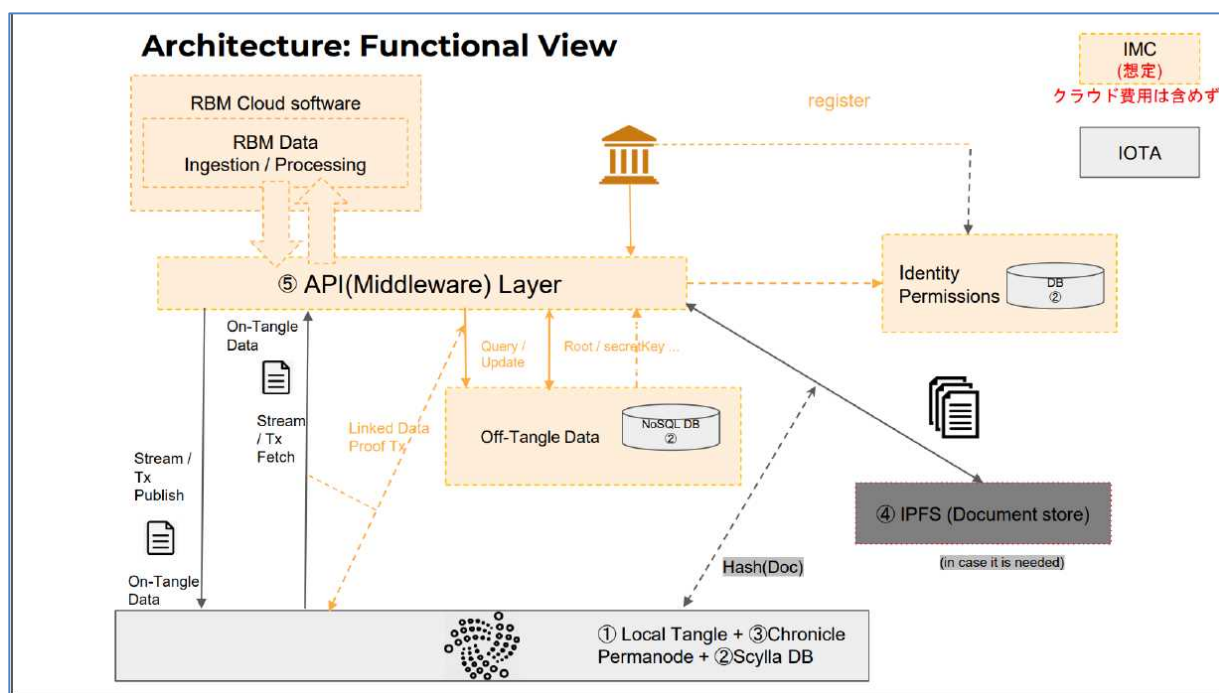 Architecture: Functional View
IMC
(想定)
クラウド費用は含めず
IOTA
RBM Cloud software
RBM Data
Ingestion / Processing
register
⑤ API(Middleware) Layer
Identity
Permissions
DB
②
On-Tangle
Data
Stream
/ Tx
Fetch
Query /
Update
Root / secretKey ...
Linked Data
Proof Tx
Off-Tangle Data
NoSQL DB
②
Stream /
Tx
Publish
On-Tangle
Data
④ IPFS (Document store)
(in case it is needed)
Hash(Doc)
① Local Tangle + ③Chronicle
Permanode + ②Scylla DB